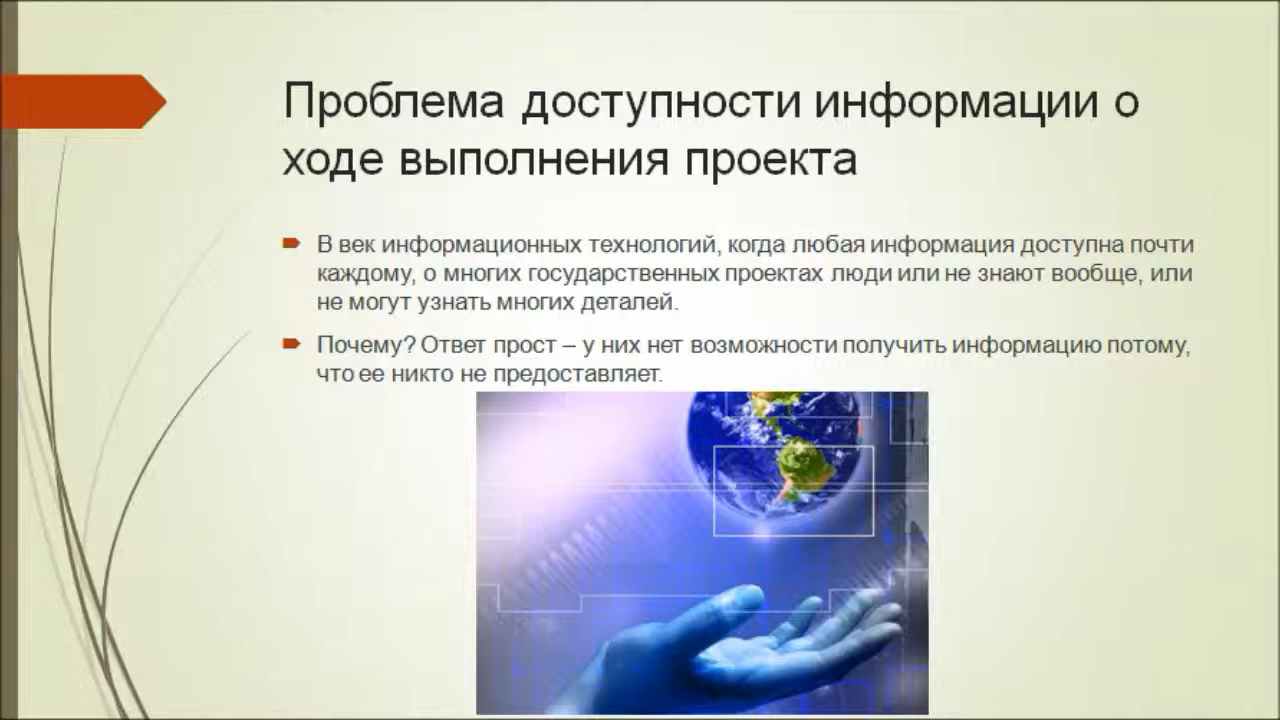 Проблема доступности информации о
ходе выполнения проекта
В век информационных технологий, когда любая информация доступна почти
каждому, о многих государственных проектах люди или не знают вообще, или
не могут узнать многих деталей.
Почему? Ответ прост – у них нет возможности получить информацию потому,
что ее никто не предоставляет.